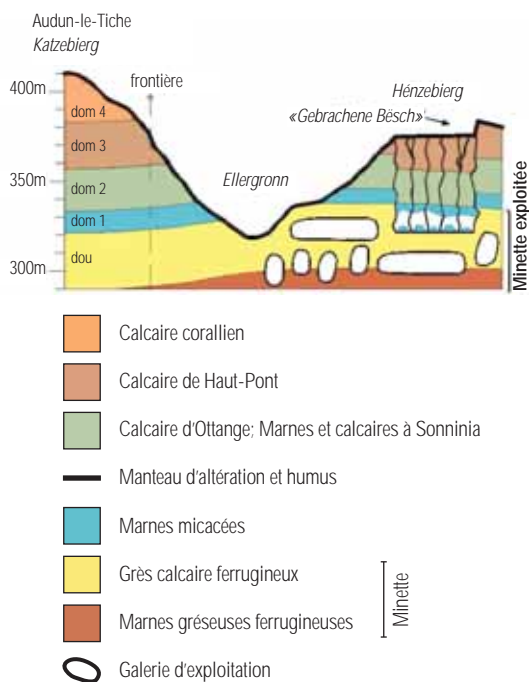 Audun-le-Tiche
Katzebierg
400m
frontière
Hénzebierg
«Gebrachene Bësch»
dom 4
dom 3
Ellergronn
350m
dom 2
dom 1
dou
300m
Minette exploitée
Calcaire corallien
Calcaire de Haut-Pont
Calcaire d'Ottange; Marnes et calcaires à Sonninia
Manteau d'altération et humus
Marnes micacées
Grès calcaire ferrugineux
Marnes gréseuses ferrugineuses
Minette
Galerie d'exploitation